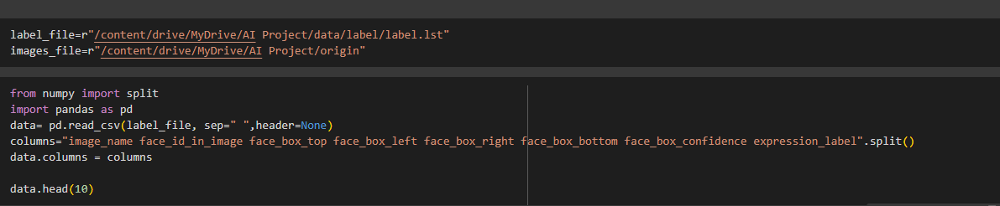 label_file=r"/content/drive/MyDrive/AI Project/data/label/label.lst"
images_file=r"/content/drive/MyDrive/AI Project/origin"
from numpy import split
import pandas as pd
data= pd.read_csv(label_file, sep=" ",header=None)
columns="image_name face_id_in_image face_box_top face_box_left face_box_right face_box_bottom face_box_confidence expression_label".split()
data.columns = columns
data.head(10)